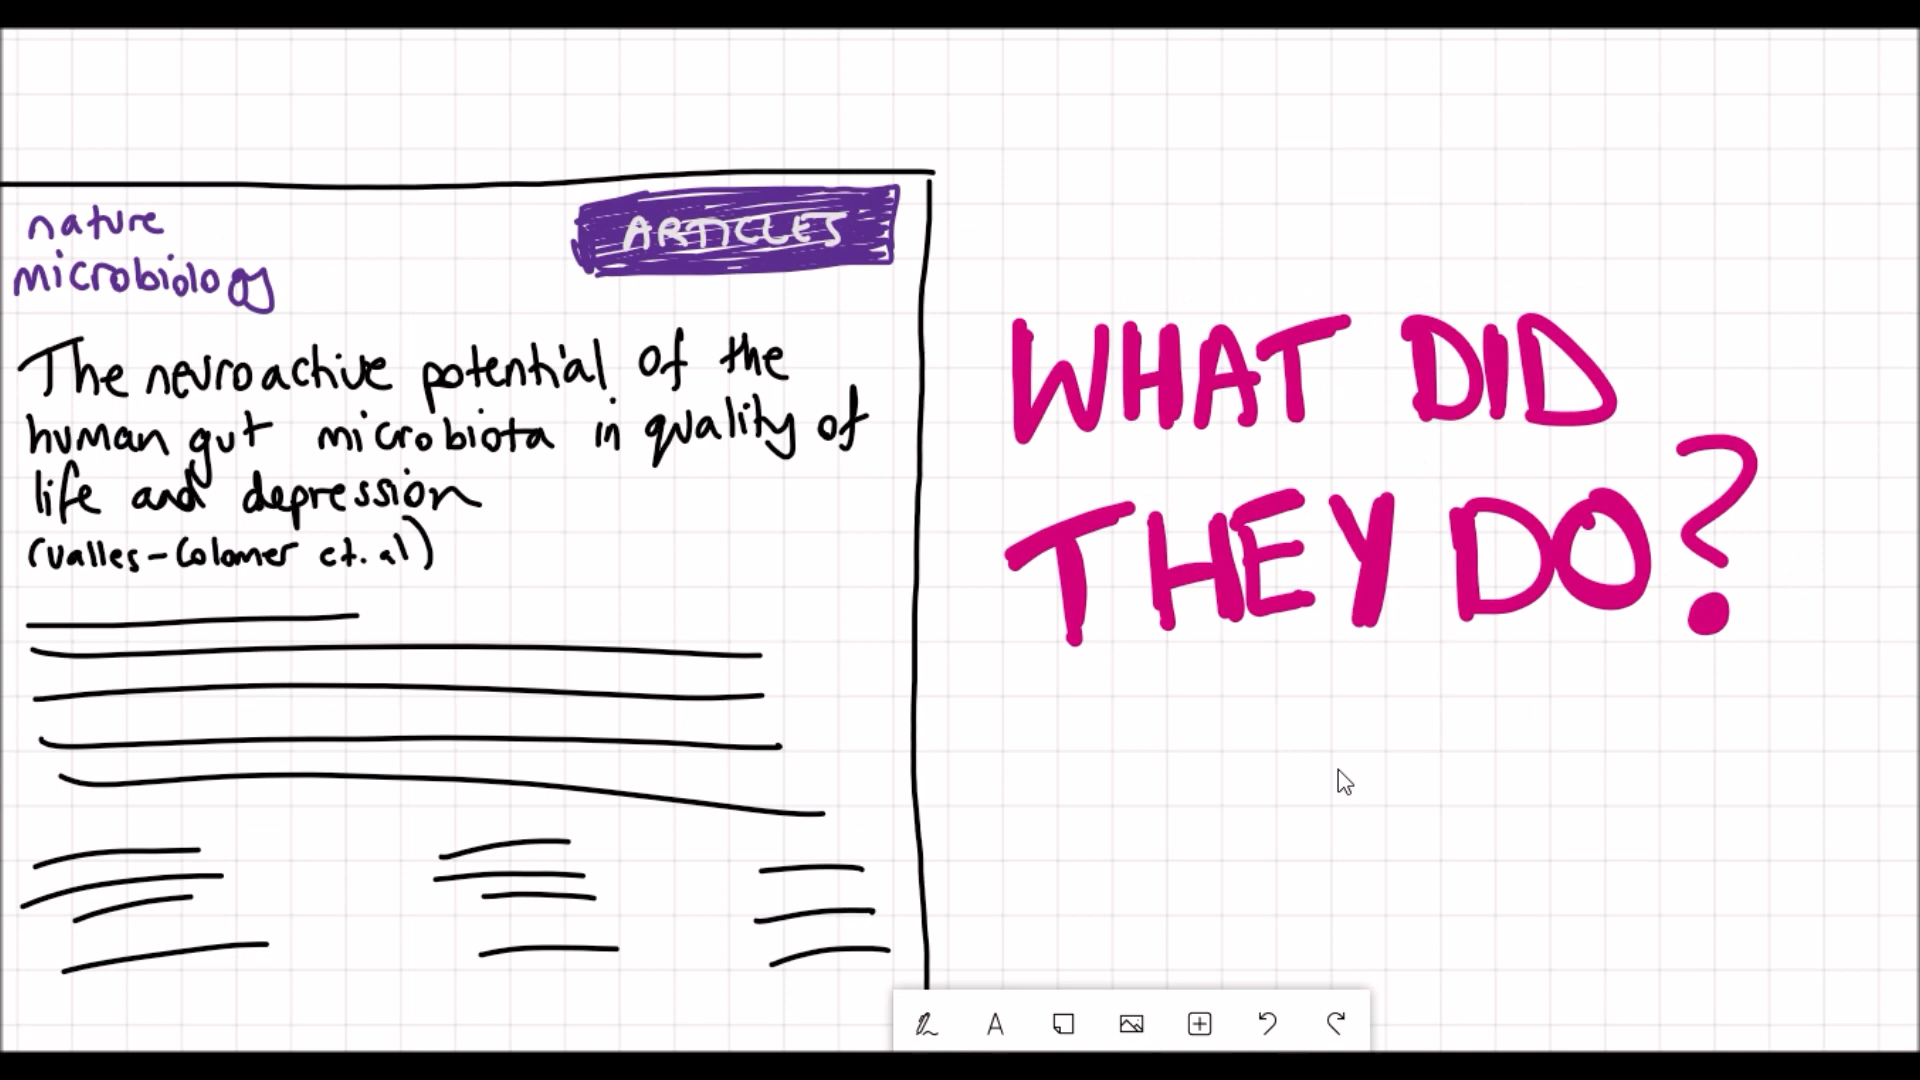 nature
microbiology
ARTICLES
The neuroactive potential of the
human gut microbiota in quality of
life and depression
(Valles-Colomer et. al)
WHAT DID
THEY DO?
A